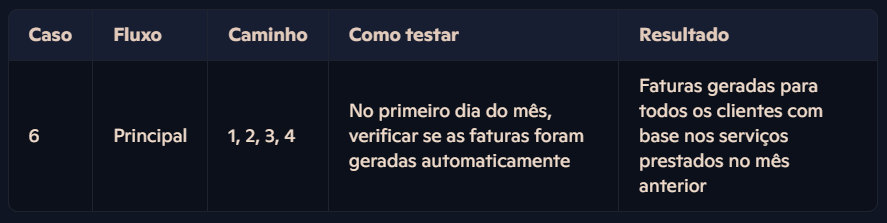 Caso Fluxo Caminho Como testar Resultado
6 Principal 1, 2, 3, 4
No primeiro dia do mês,
verificar se as faturas foram
geradas automaticamente
Faturas geradas para
todos os clientes com
base nos serviços
prestados no mês
anterior